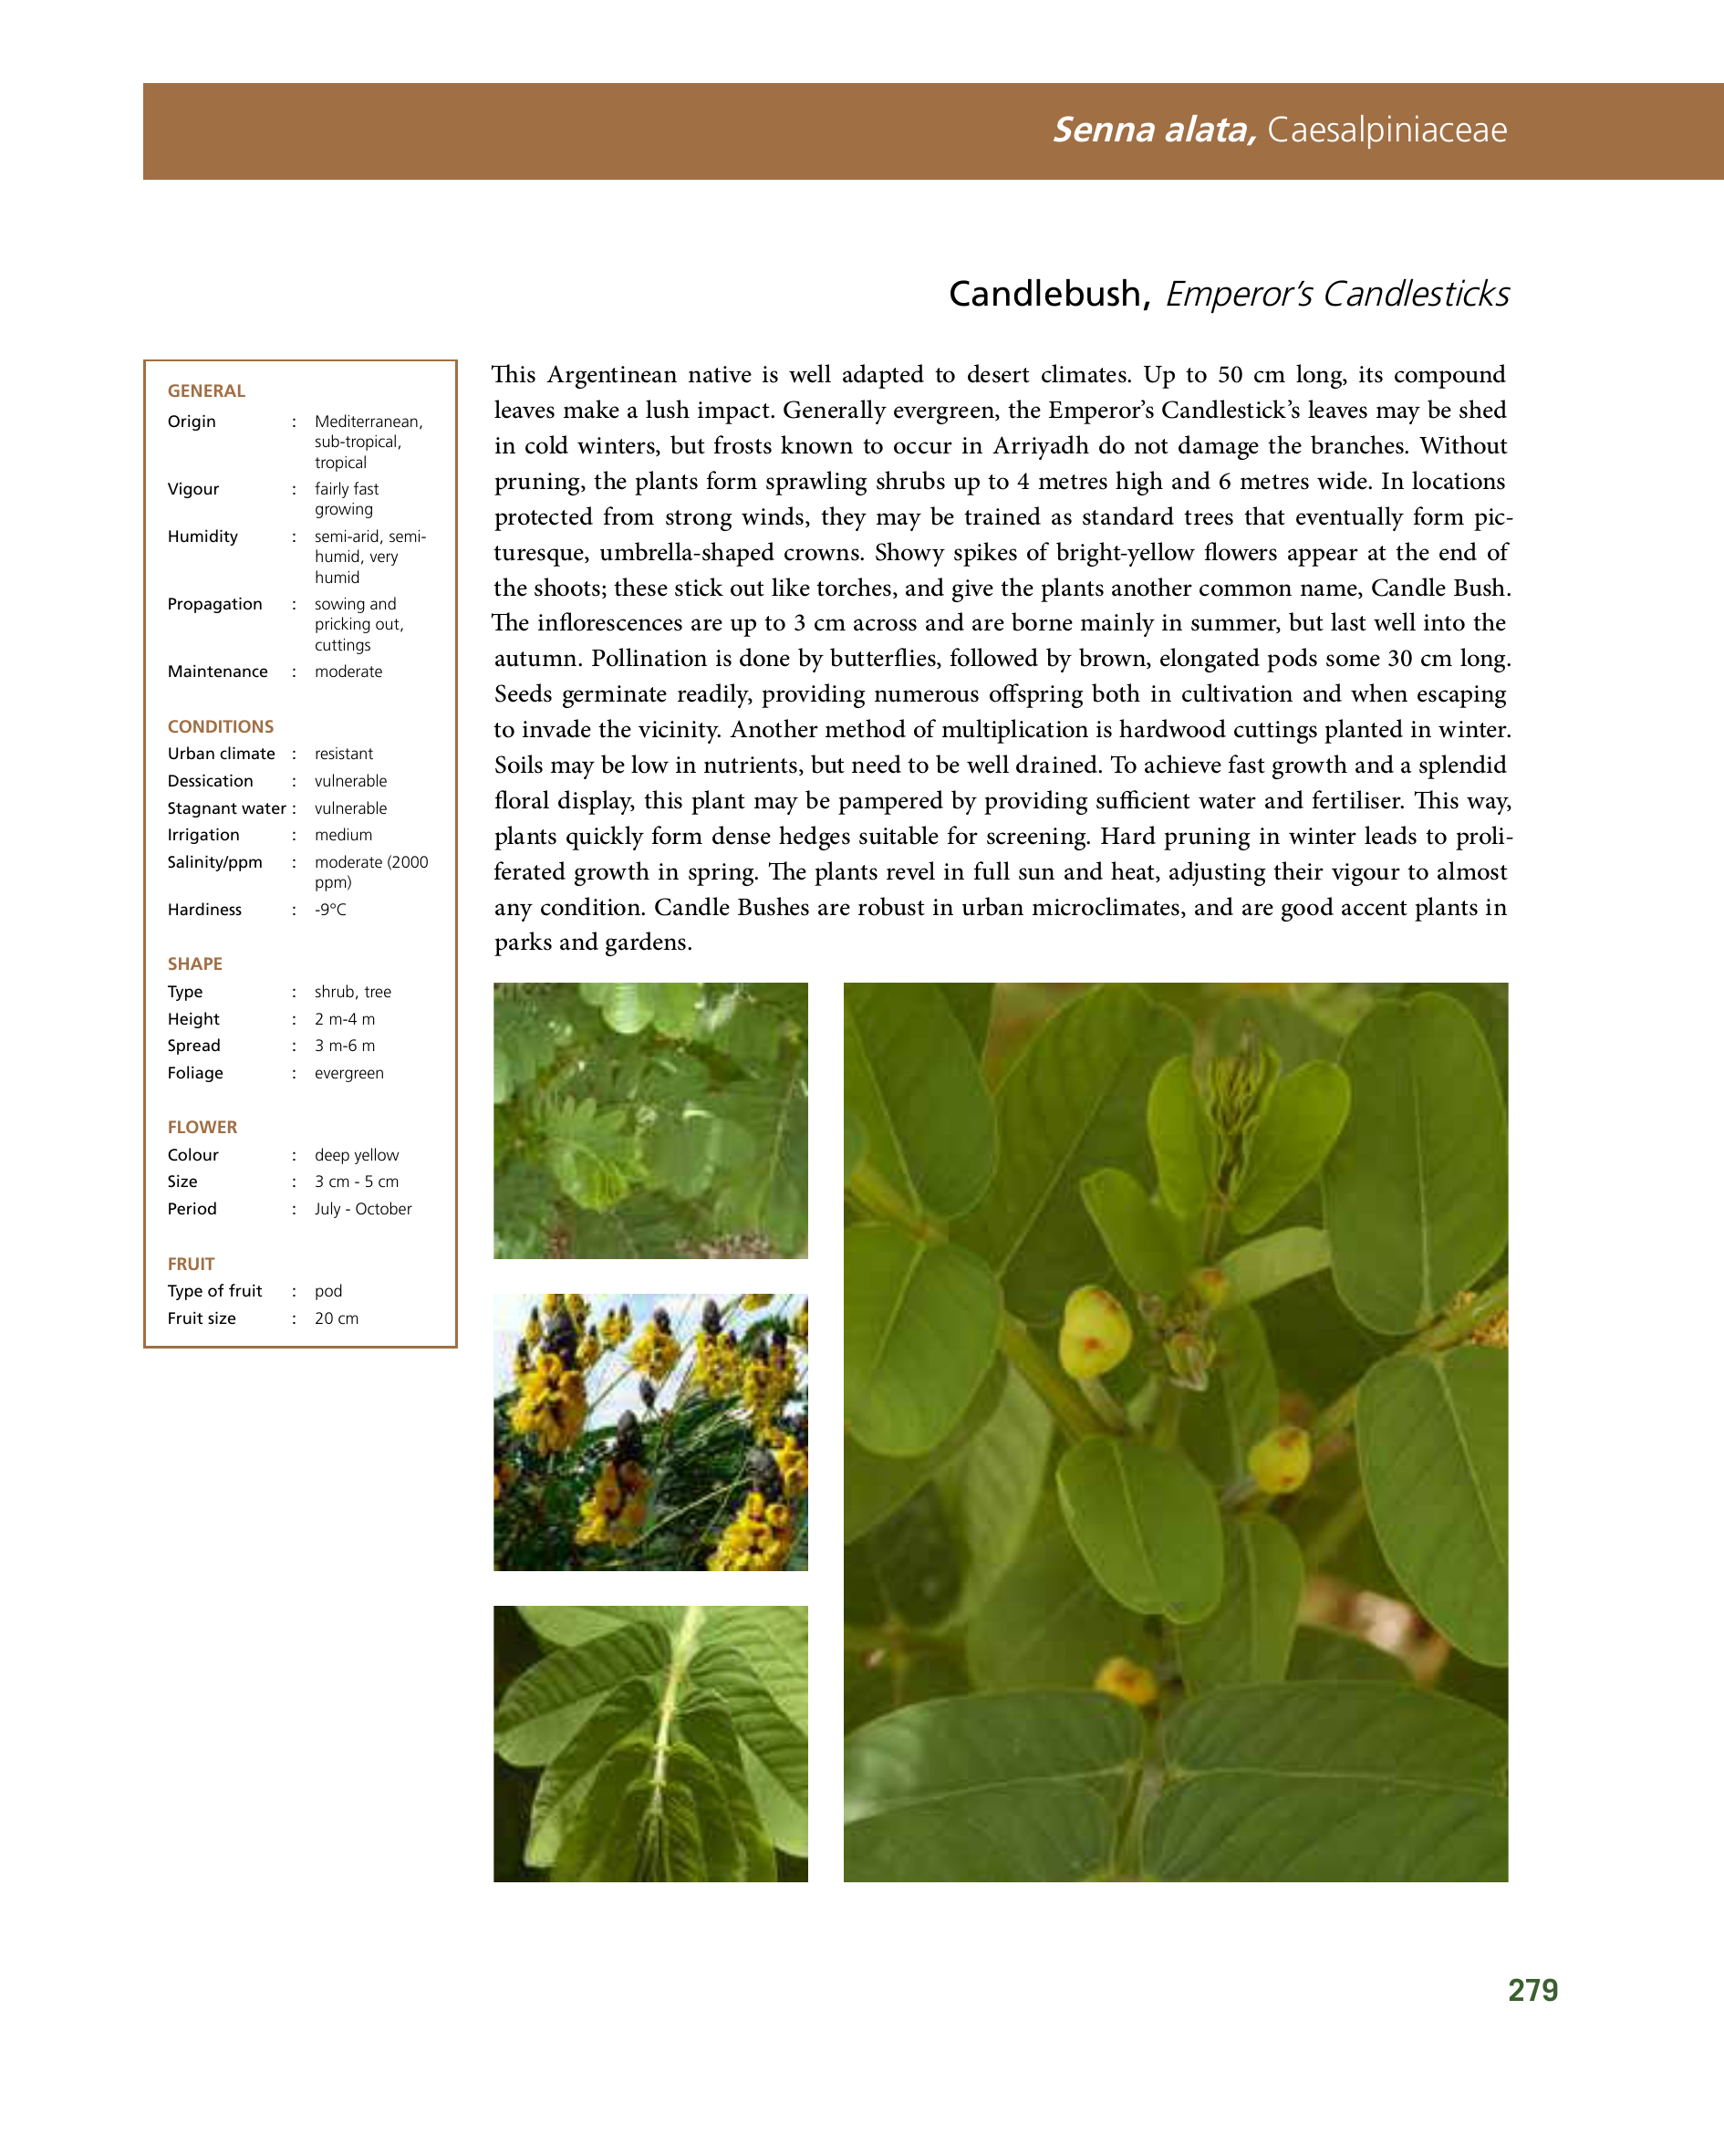 Senna alata, Caesalpiniaceae
Candlebush, Emperor’s Candlesticks
GENERAL
Origin : Mediterranean,
sub-tropical,
tropical
Vigour : fairly fast
growing
Humidity : semi-arid, semi-
humid, very
humid
Propagation : sowing and
pricking out,
cuttings
Maintenance : moderate
CONDITIONS
Urban climate : resistant
Dessication : vulnerable
Stagnant water : vulnerable
Irrigation : medium
Salinity/ppm : moderate (2000
ppm)
Hardiness : -9°C
SHAPE
Type : shrub, tree
Height : 2 m-4 m
Spread : 3 m-6 m
Foliage : evergreen
FLOWER
Colour : deep yellow
Size : 3 cm - 5 cm
Period : July - October
FRUIT
Type of fruit : pod
Fruit size : 20 cm
This Argentinean native is well adapted to desert climates. Up to 50 cm long, its compound
leaves make a lush impact. Generally evergreen, the Emperor’s Candlestick’s leaves may be shed
in cold winters, but frosts known to occur in Arriyadh do not damage the branches. Without
pruning, the plants form sprawling shrubs up to 4 metres high and 6 metres wide. In locations
protected from strong winds, they may be trained as standard trees that eventually form pic-
turesque, umbrella-shaped crowns. Showy spikes of bright-yellow flowers appear at the end of
the shoots; these stick out like torches, and give the plants another common name, Candle Bush.
The inflorescences are up to 3 cm across and are borne mainly in summer, but last well into the
autumn. Pollination is done by butterflies, followed by brown, elongated pods some 30 cm long.
Seeds germinate readily, providing numerous offspring both in cultivation and when escaping
to invade the vicinity. Another method of multiplication is hardwood cuttings planted in winter.
Soils may be low in nutrients, but need to be well drained. To achieve fast growth and a splendid
floral display, this plant may be pampered by providing sufficient water and fertiliser. This way,
plants quickly form dense hedges suitable for screening. Hard pruning in winter leads to proli-
ferated growth in spring. The plants revel in full sun and heat, adjusting their vigour to almost
any condition. Candle Bushes are robust in urban microclimates, and are good accent plants in
parks and gardens.
279